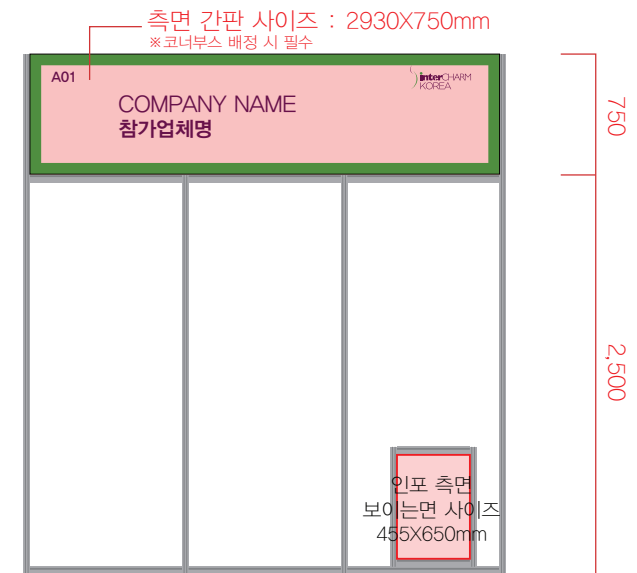 측면 간판 사이즈 : 2930X750mm
※코너부스 배정 시 필수
A01
interCHARM
KOREA
COMPANY NAME
참가업체명
750
2,500
인포 측면
보이는면 사이즈
455X650mm